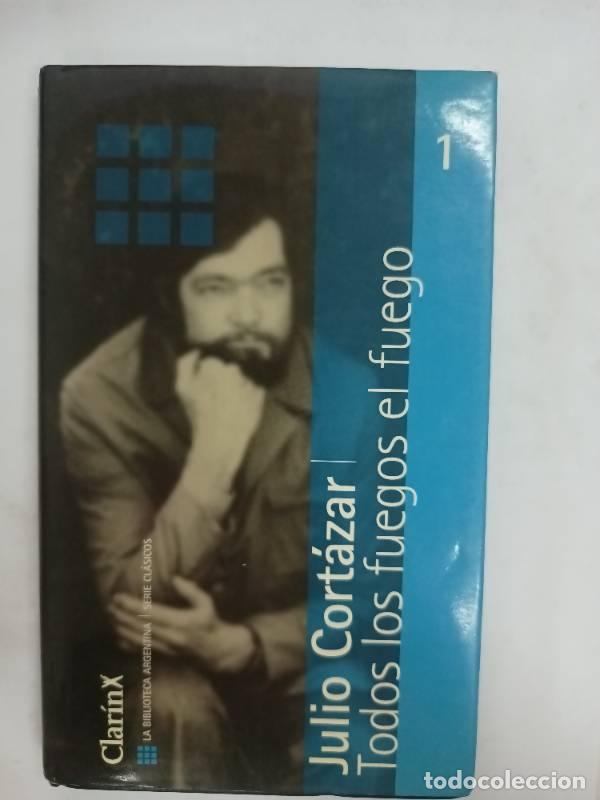 1
Julio Cortázar
Todos los fuegos el fuego
Clarín
LA BIBLIOTECA ARGENTINA | SERIE CLÁSICOS
todocoleccion